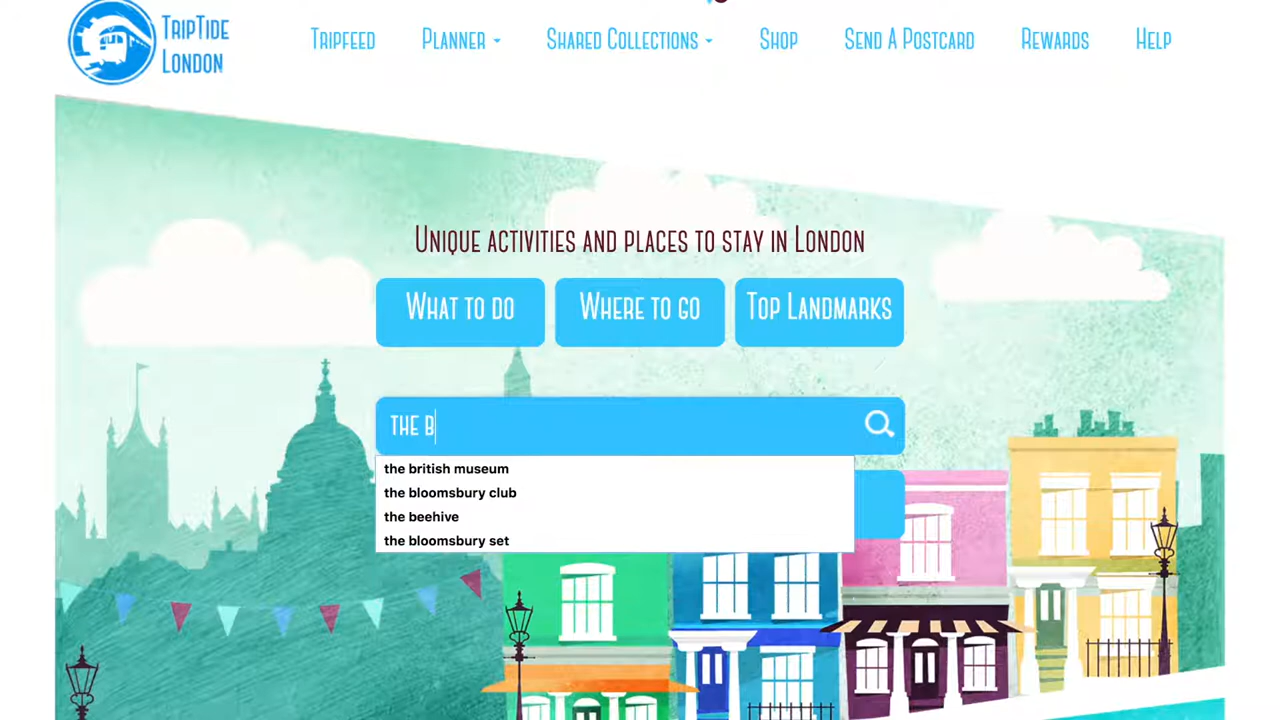 TripTide
London
Tripfeed
Planner
Shared Collections
Shop
Send A Postcard
Rewards
Help
Unique activities and places to stay in London
What to do
Where to go
Top Landmarks
the b
the british museum
the bloomsbury club
the beehive
the bloomsbury set